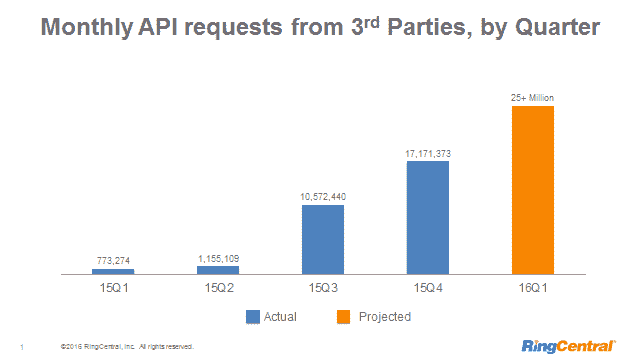 Monthly API requests from 3rd Parties, by Quarter
25+ Million
17,171,373
10,572,440
1,155,108
773,274
15Q1 15Q2 15Q3 15Q4 16Q1
Actual Projected
1 ©2016 RingCentral, Inc. All rights reserved. RingCentral®